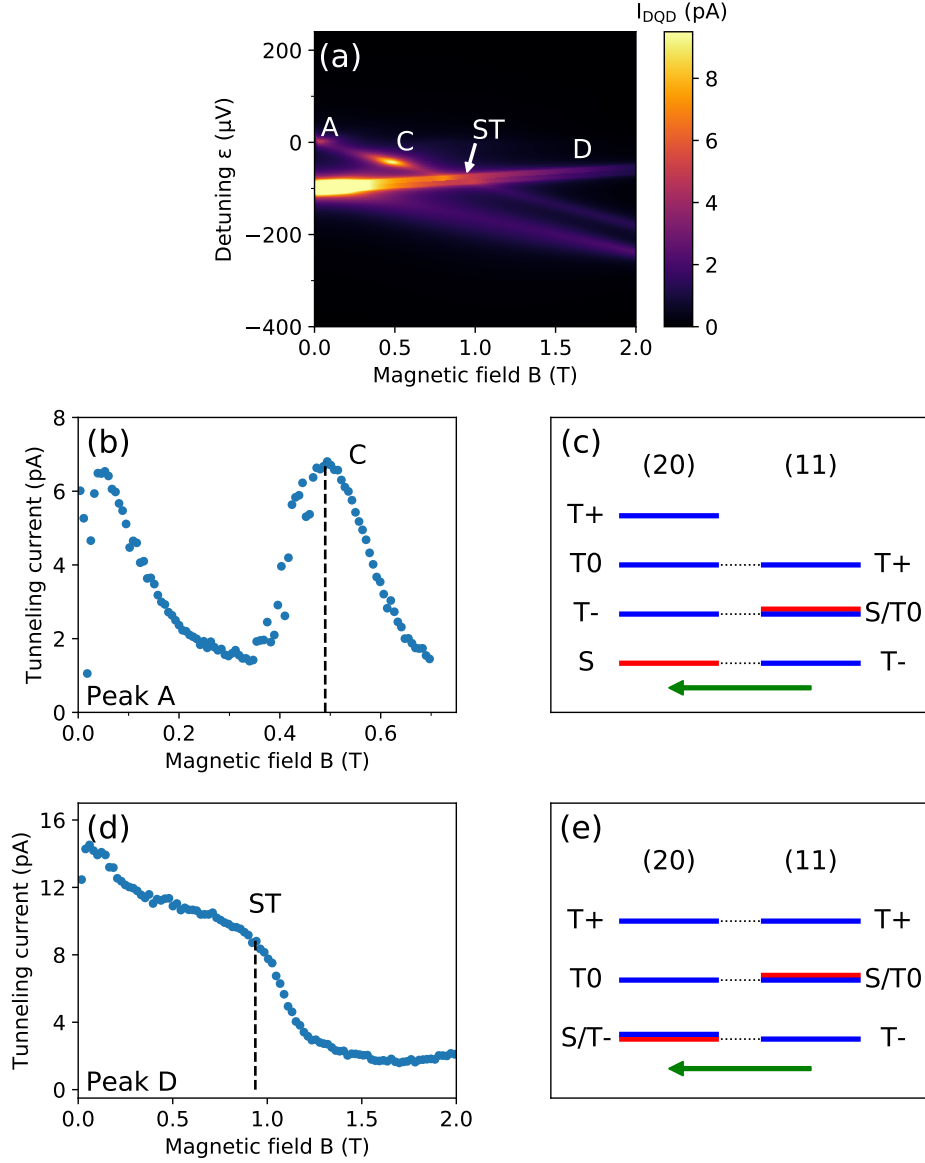 I_DQD (pA)
(a)
A
C
ST
D
200
0
−200
−400
Detuning ε (μV)
0.0 0.5 1.0 1.5 2.0
Magnetic field B (T)
8
6
4
2
0
(b)
C
8
6
4
2
0
Tunneling current (pA)
Peak A
0.0 0.2 0.4 0.6
Magnetic field B (T)
(c)
(20) (11)
T+
T0 T+
T- S/T0
S T-
(d)
ST
16
12
8
4
0
Tunneling current (pA)
Peak D
0.0 0.5 1.0 1.5 2.0
Magnetic field B (T)
(e)
(20) (11)
T+ T+
T0 S/T0
S/T- T-